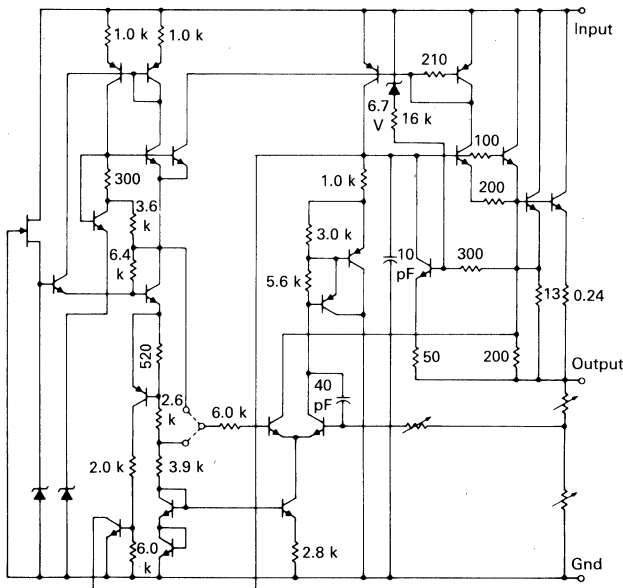 Input
1.0 k
1.0 k
210
6.7
V
16 k
100
300
1.0 k
200
3.6
k
3.0 k
6.4
k
10
pF
300
5.6 k
13
0.24
520
50
200
Output
2.6
k
40
pF
6.0 k
2.0 k
3.9 k
6.0
k
2.8 k
Gnd